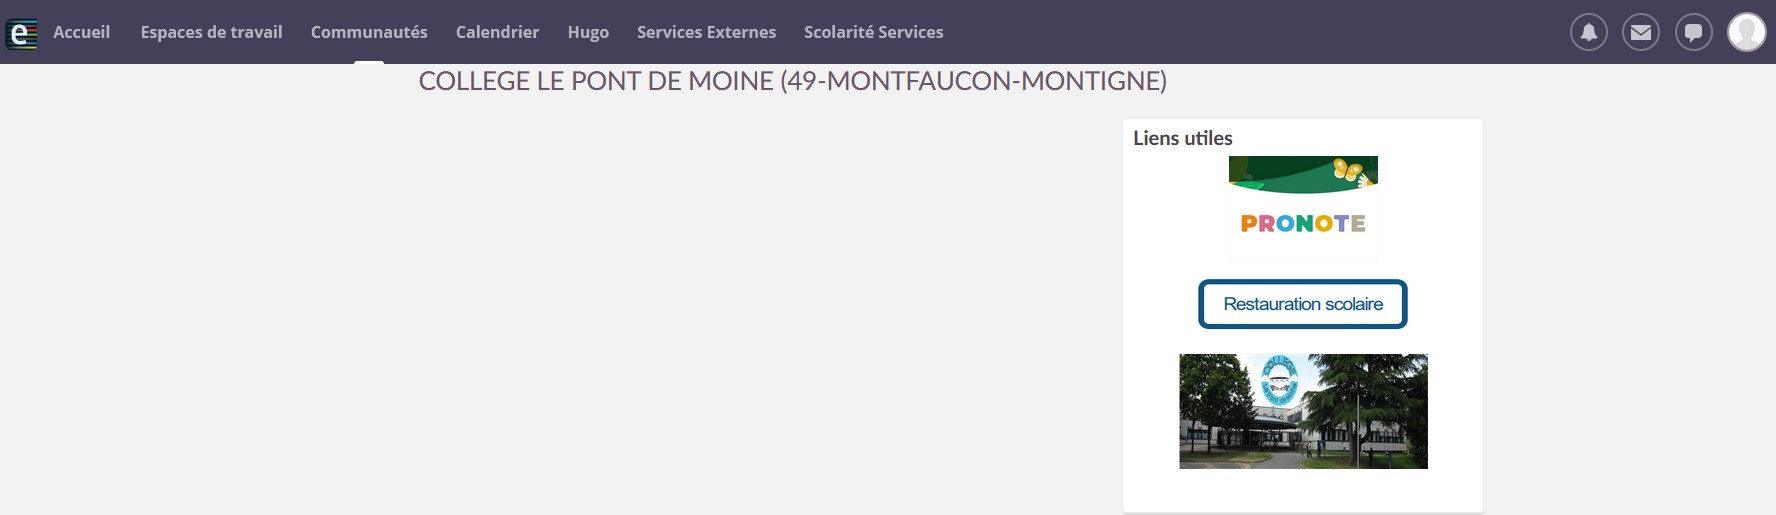 e Accueil Espaces de travail Communautés Calendrier Hugo Services Externes Scolarité Services
COLLEGE LE PONT DE MOINE (49-MONTFAUCON-MONTIGNE)
Liens utiles
PRONOTE
Restauration scolaire
COLLEGE